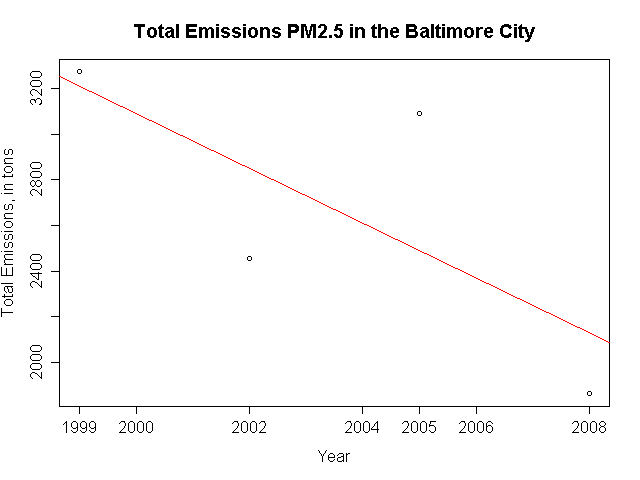 Total Emissions PM2.5 in the Baltimore City
Total Emissions, in tons
3200
2800
2400
2000
1999 2000 2002 2004 2005 2006 2008
Year